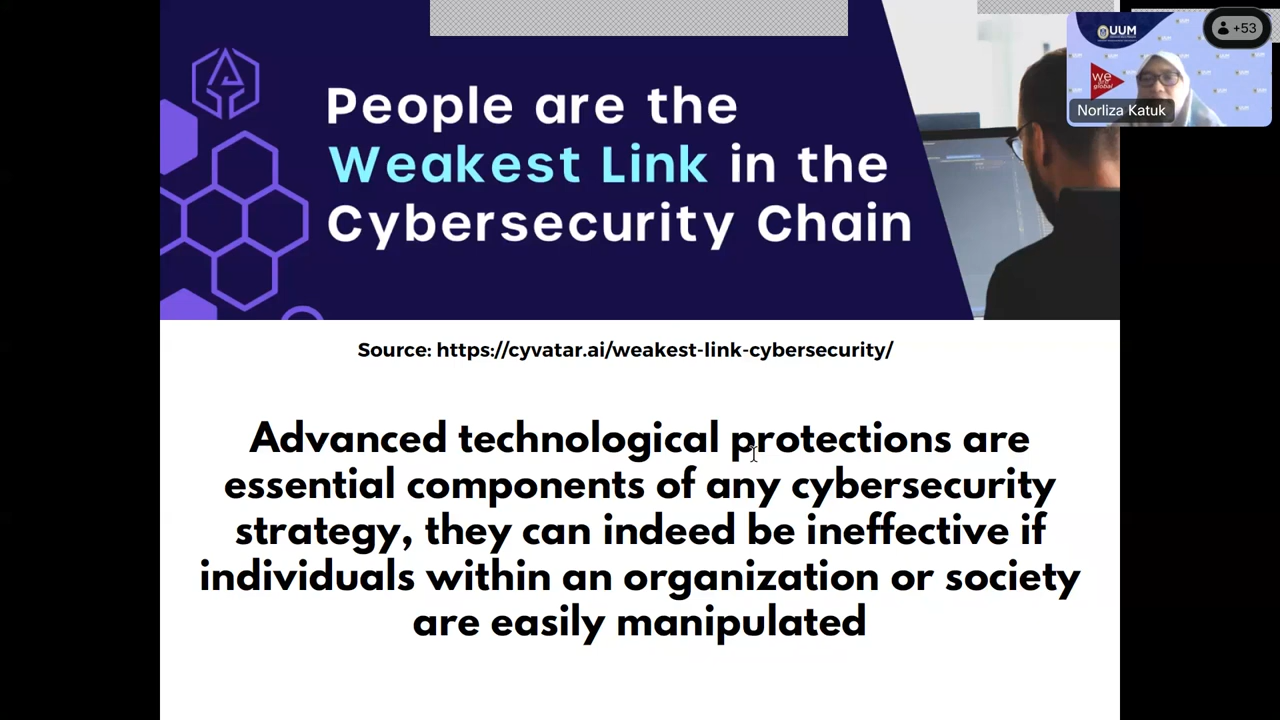 People are the
Weakest Link in the
Cybersecurity Chain
UUM
we
global
+53
Norliza Katuk
Source: https://cyvatar.ai/weakest-link-cybersecurity/
Advanced technological protections are
essential components of any cybersecurity
strategy, they can indeed be ineffective if
individuals within an organization or society
are easily manipulated